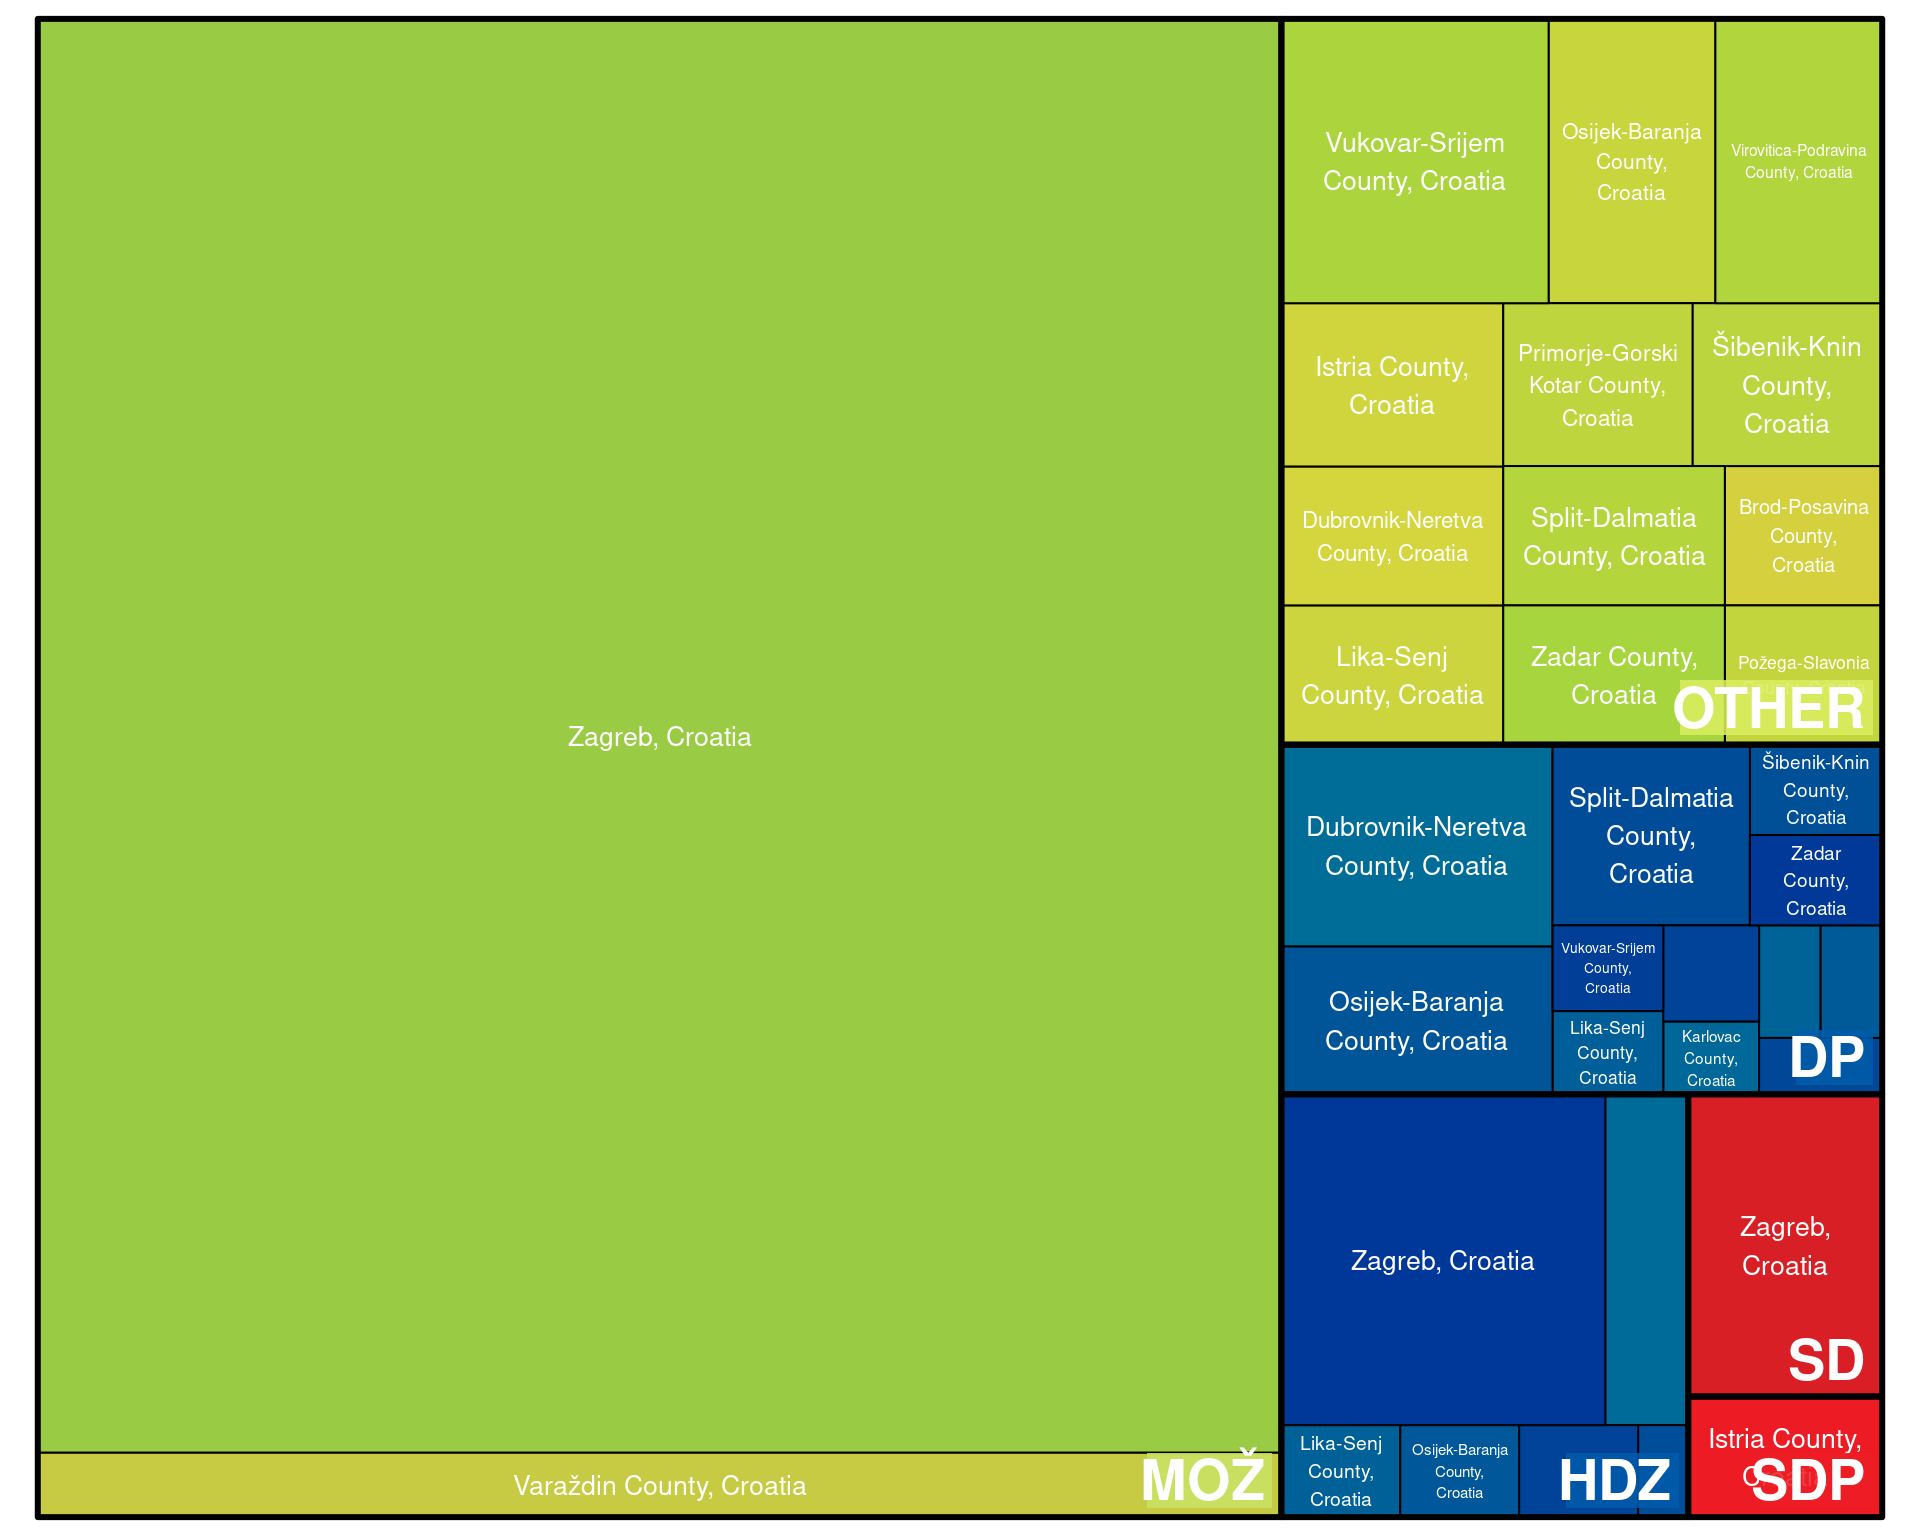 Zagreb, Croatia
Varaždin County, Croatia
MOŽ
Vukovar-Srijem
County, Croatia
Osijek-Baranja
County,
Croatia
Virovitica-Podravina
County, Croatia
Istria County,
Croatia
Primorje-Gorski
Kotar County,
Croatia
Šibenik-Knin
County,
Croatia
Dubrovnik-Neretva
County, Croatia
Split-Dalmatia
County, Croatia
Brod-Posavina
County,
Croatia
Lika-Senj
County, Croatia
Zadar County,
Croatia
Požega-Slavonia
OTHER
Dubrovnik-Neretva
County, Croatia
Split-Dalmatia
County,
Croatia
Šibenik-Knin
County,
Croatia
Zadar
County,
Croatia
Osijek-Baranja
County, Croatia
Vukovar-Srijem
County,
Croatia
Lika-Senj
County,
Croatia
Karlovac
County,
Croatia
DP
Zagreb, Croatia
Lika-Senj
County,
Croatia
Osijek-Baranja
County,
Croatia
HDZ
Zagreb,
Croatia
SD
Istria County,
SDP